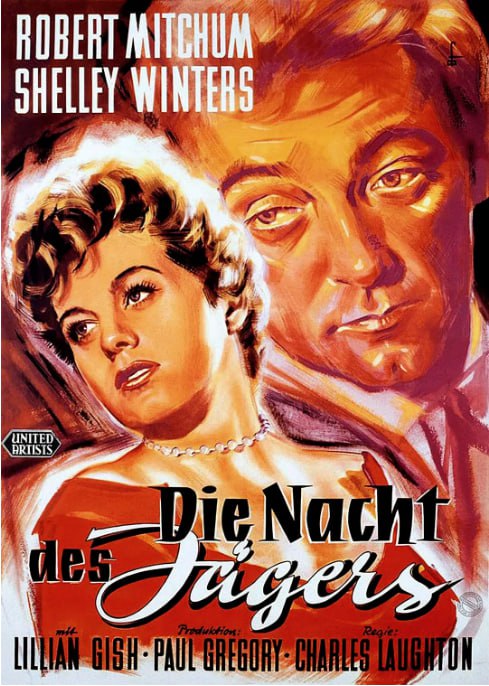 ROBERT MITCHUM
SHELLEY WINTERS
UNITED
ARTISTS
Die Nacht
des Jägers
mit Produktion: Regie:
LILLIAN GISH · PAUL GREGORY · CHARLES LAUGHTON